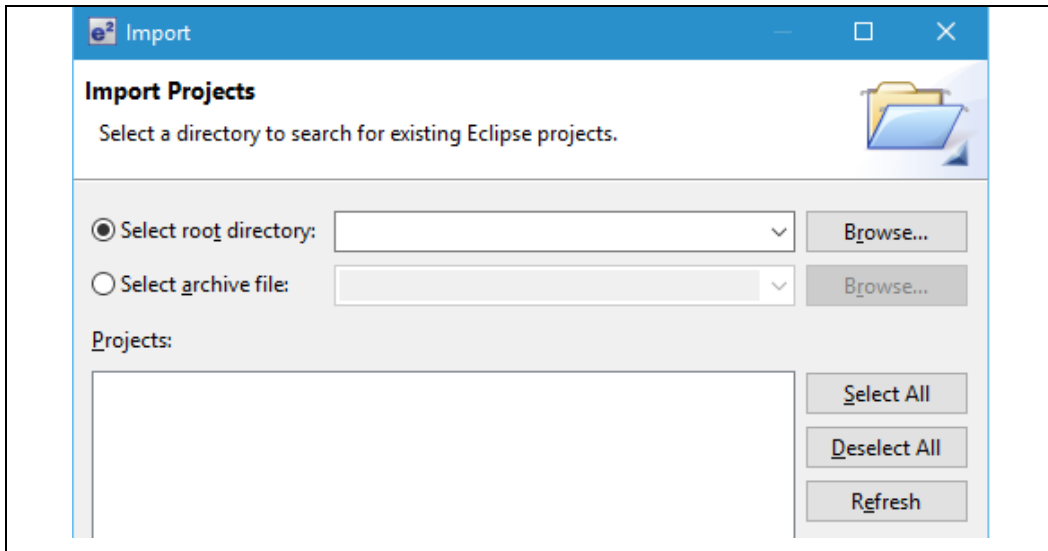 e² Import
Import Projects
Select a directory to search for existing Eclipse projects.
Select root directory: Browse...
Select archive file: Browse...
Projects:
Select All
Deselect All
Refresh